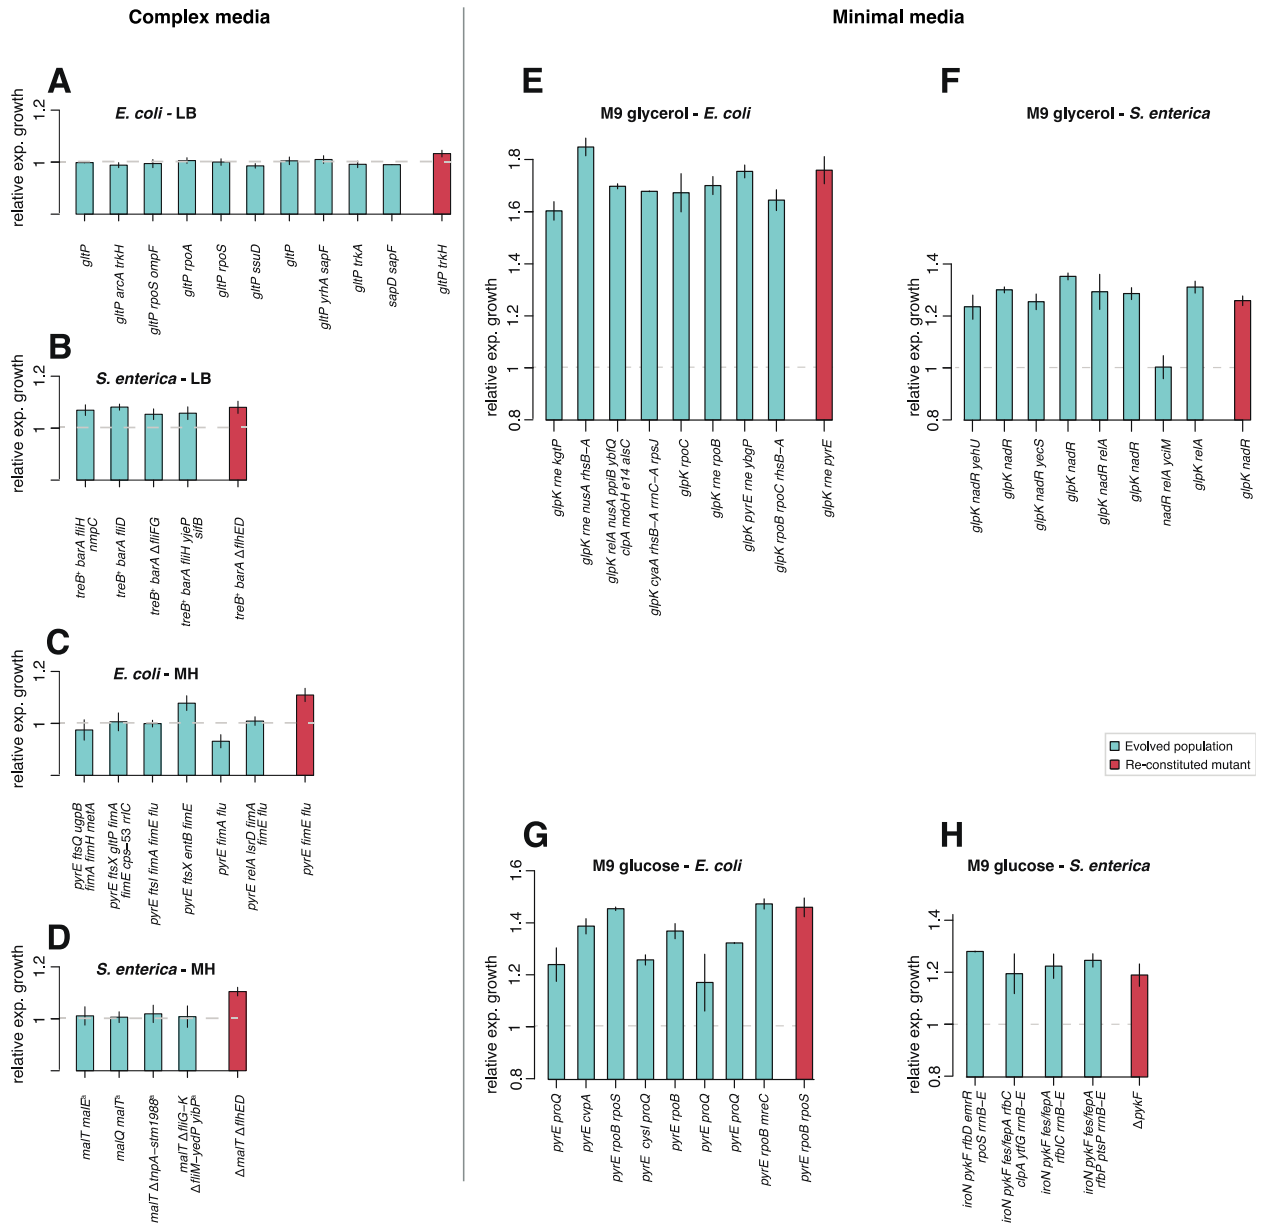 Complex media
Minimal media
A
E. coli - LB
relative exp. growth
1
1.2
gltP
gltP arcA trkH
gltP rpoS ompF
gltP rpoA
gltP rpoS
gltP ssuD
gltP
gltP yrhA sapF
gltP trkA
sapD sapF
gltP trkH
B
S. enterica - LB
relative exp. growth
1
1.2
treB⁺ barA fliH
nmpC
treB⁺ barA fliD
treB⁺ barA ΔfliFG
treB⁺ barA fliH yjeP
sifB
treB⁺ barA ΔflhED
C
E. coli - MH
relative exp. growth
1
1.2
pyrE ftsQ ugpB
fimA fimH metA
pyrE ftsX gltP fimA
fimE cps–53 rrlC
pyrE ftsI fimA fimE flu
pyrE ftsX entB fimE
pyrE fimA flu
pyrE relA lsrD fimA
fimE flu
pyrE fimE flu
D
S. enterica - MH
relative exp. growth
1
1.2
malT malEᵃ
malQ malTᵃ
malT ΔtnpA–stm1988ᵃ
malT ΔfliG–K
ΔfliM–yedP yibPᵃ
ΔmalT ΔflhED
E
M9 glycerol - E. coli
relative exp. growth
0.8
1
1.2
1.4
1.6
1.8
glpK rne kgtP
glpK rne nusA rhsB–A
glpK relA nusA ppiB ybfQ
clpA mdoH e14 alsC
glpK cyaA rhsB–A rrnC–A rpsJ
glpK rpoC
glpK rne rpoB
glpK pyrE rne ybgP
glpK rpoB rpoC rhsB–A
glpK rne pyrE
F
M9 glycerol - S. enterica
relative exp. growth
0.8
1
1.2
1.4
glpK nadR yehU
glpK nadR
glpK nadR yecS
glpK nadR
glpK nadR relA
glpK nadR
nadR relA yciM
glpK relA
glpK nadR
Evolved population
Re-constituted mutant
G
M9 glucose - E. coli
relative exp. growth
0.8
1
1.2
1.4
1.6
pyrE proQ
pyrE cvpA
pyrE rpoB rpoS
pyrE cysI proQ
pyrE rpoB
pyrE proQ
pyrE proQ
pyrE rpoB mreC
pyrE rpoB rpoS
H
M9 glucose - S. enterica
relative exp. growth
0.8
1
1.2
1.4
iroN pykF rfbD emrR
rpoS rrnB–E
iroN pykF fes/fepA rfbC
clpA ytfG rrnB–E
iroN pykF fes/fepA
rfbIC rrnB–E
iroN pykF fes/fepA
rfbP ptsP rrnB–E
ΔpykF